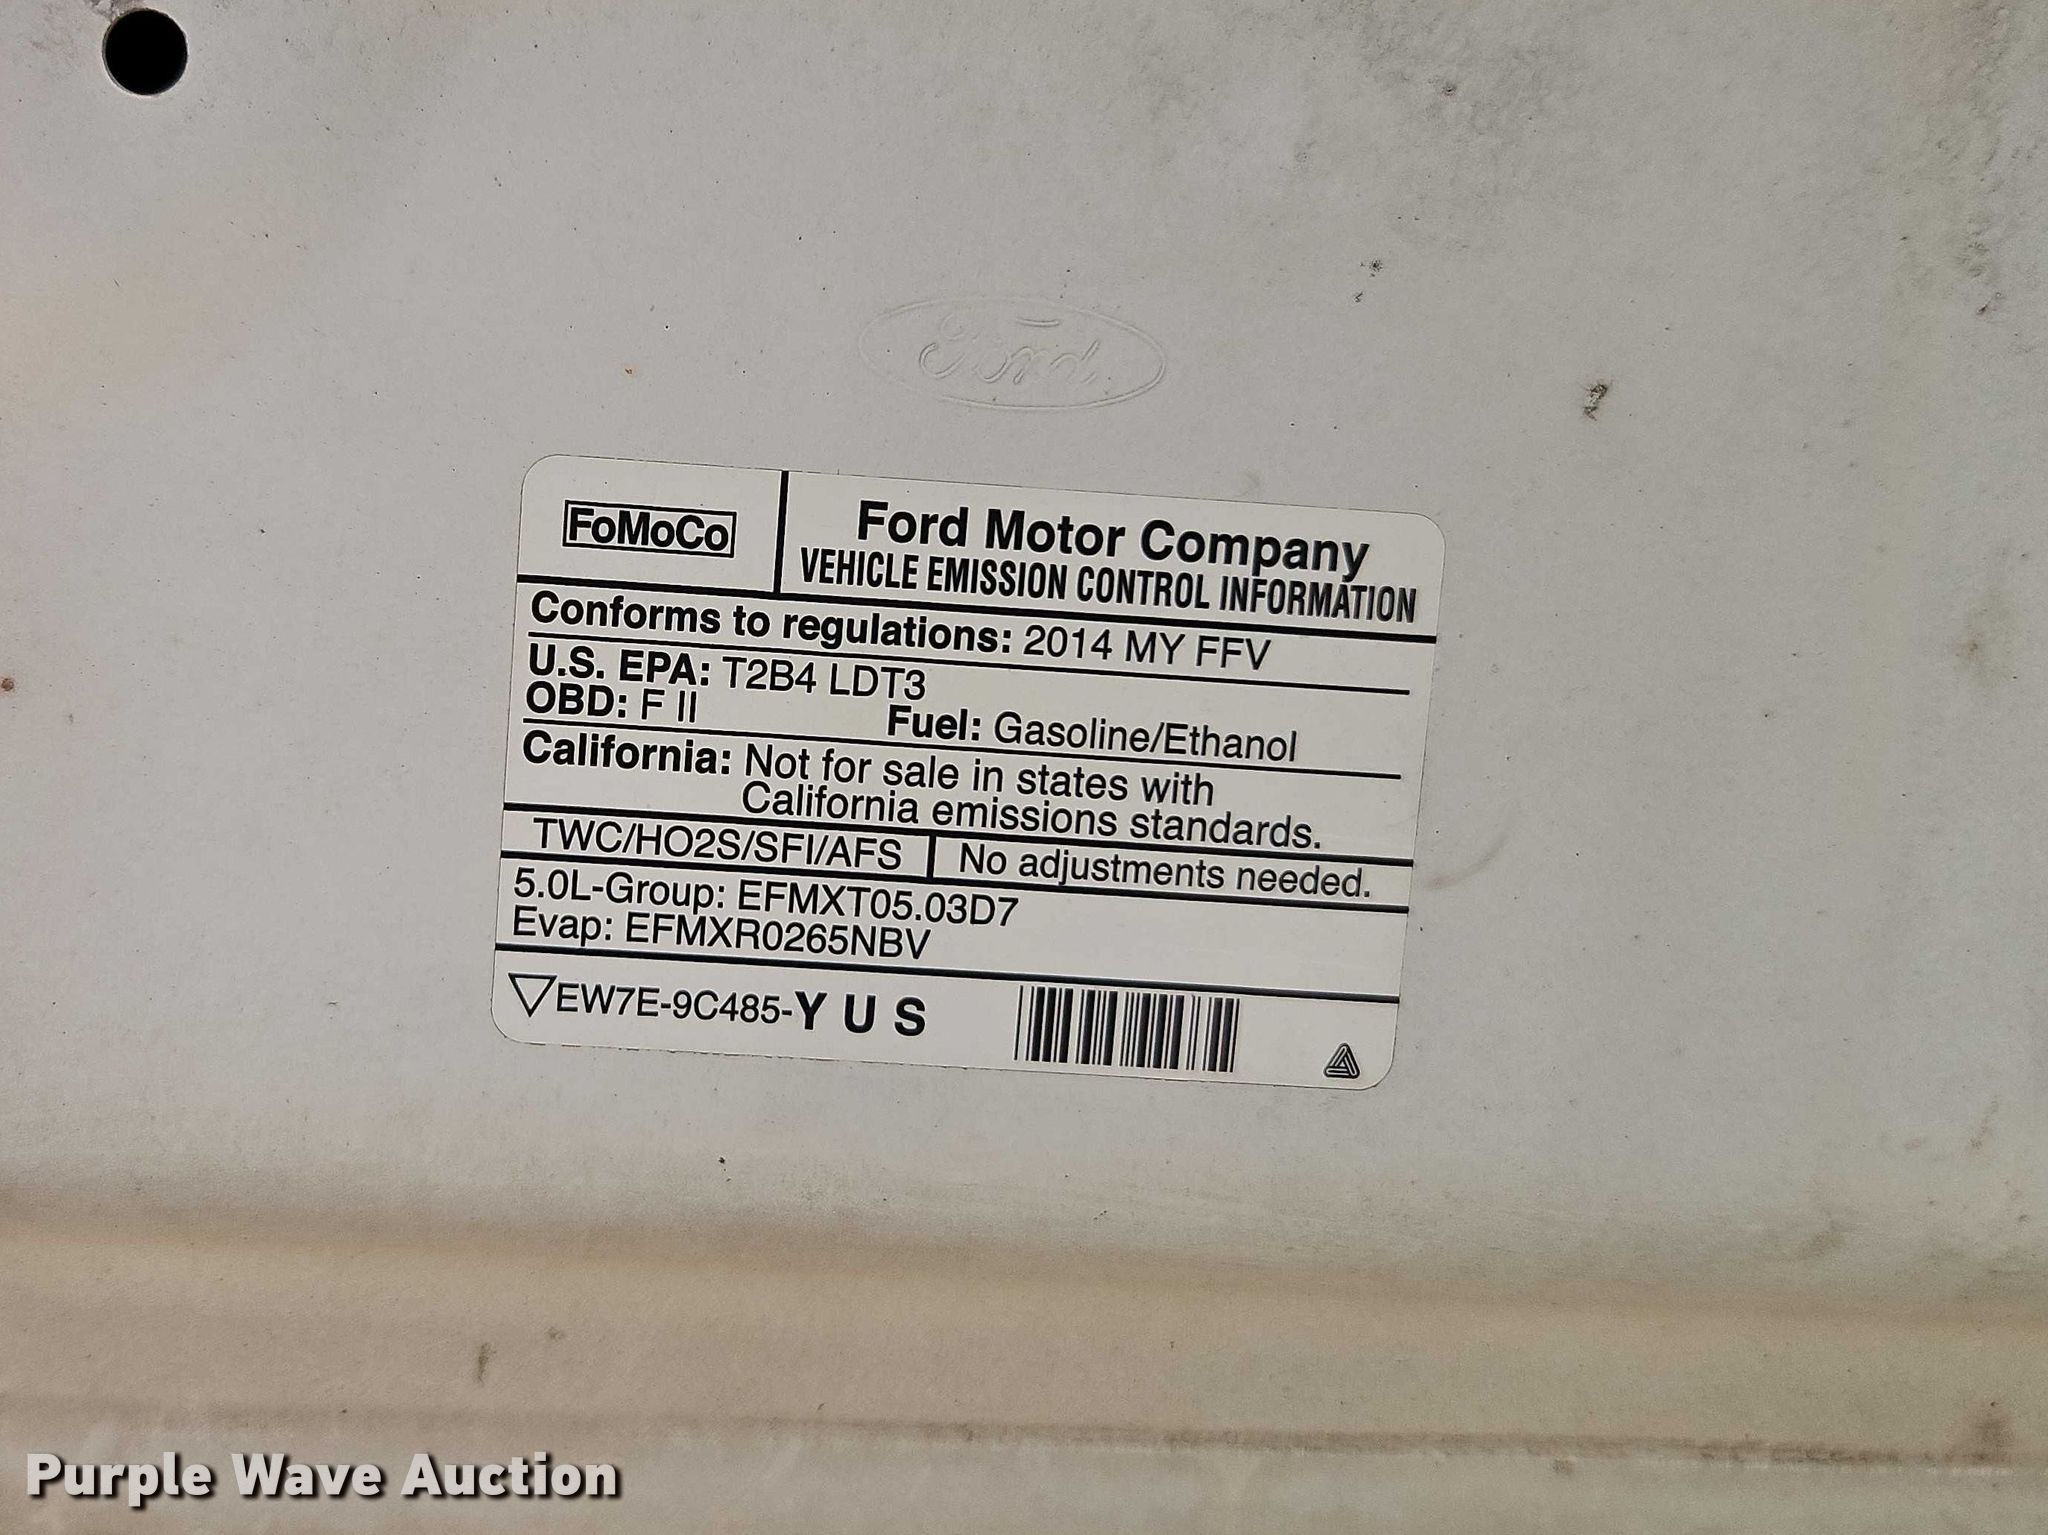 Ford
FoMoCo
Ford Motor Company
VEHICLE EMISSION CONTROL INFORMATION
Conforms to regulations: 2014 MY FFV
U.S. EPA: T2B4 LDT3
OBD: F II Fuel: Gasoline/Ethanol
California: Not for sale in states with
California emissions standards.
TWC/HO2S/SFI/AFS No adjustments needed.
5.0L-Group: EFMXT05.03D7
Evap: EFMXR0265NBV
EW7E-9C485-Y U S
Purple Wave Auction